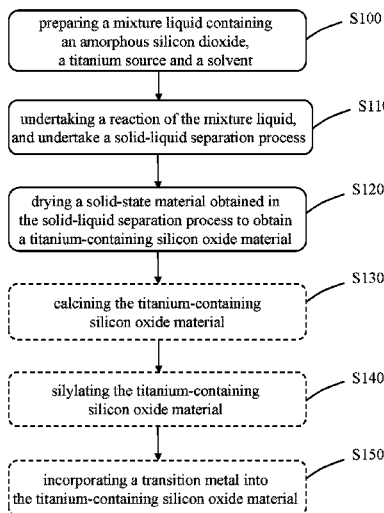 preparing a mixture liquid containing
an amorphous silicon dioxide,
a titanium source and a solvent
S100
undertaking a reaction of the mixture liquid,
and undertake a solid-liquid separation process
S110
drying a solid-state material obtained in
the solid-liquid separation process to obtain
a titanium-containing silicon oxide material
S120
calcining the titanium-containing
silicon oxide material
S130
silylating the titanium-containing
silicon oxide material
S140
incorporating a transition metal into
the titanium-containing silicon oxide material
S150